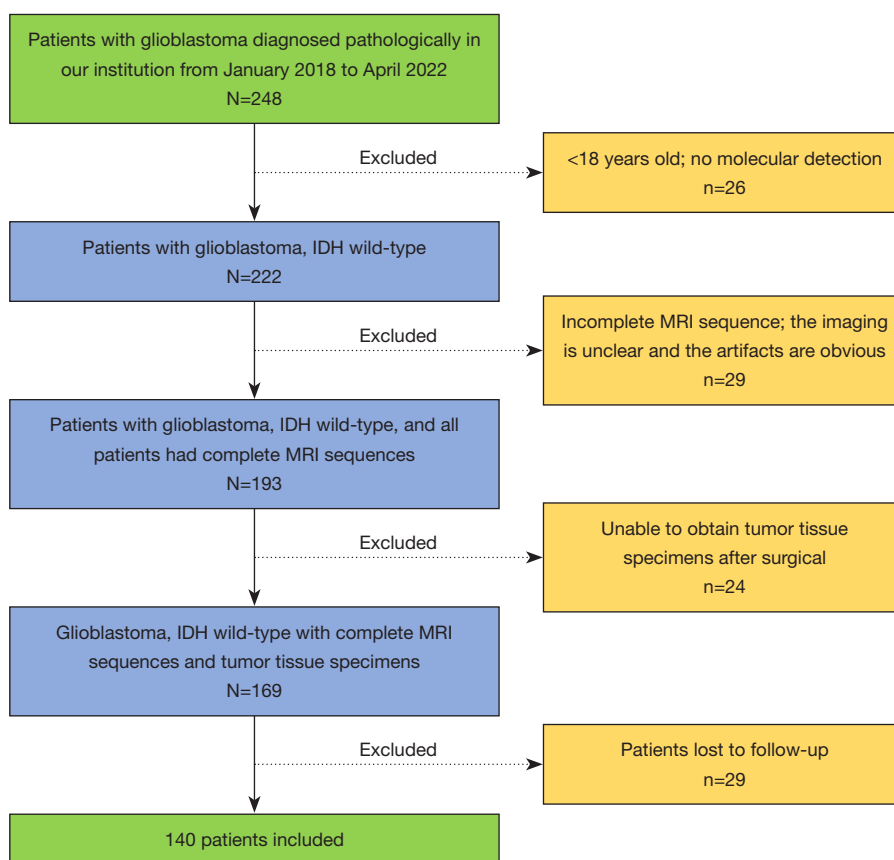 Patients with glioblastoma diagnosed pathologically in
our institution from January 2018 to April 2022
N=248
Excluded
<18 years old; no molecular detection
n=26
Patients with glioblastoma, IDH wild-type
N=222
Excluded
Incomplete MRI sequence; the imaging
is unclear and the artifacts are obvious
n=29
Patients with glioblastoma, IDH wild-type, and all
patients had complete MRI sequences
N=193
Excluded
Unable to obtain tumor tissue
specimens after surgical
n=24
Glioblastoma, IDH wild-type with complete MRI
sequences and tumor tissue specimens
N=169
Excluded
Patients lost to follow-up
n=29
140 patients included